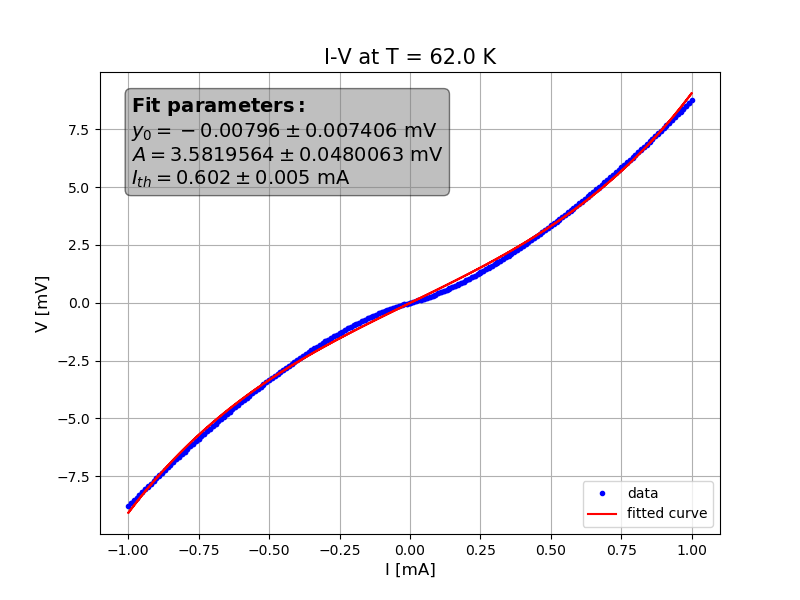 I-V at T = 62.0 K
Fit parameters:
y₀ = −0.00796 ± 0.007406 mV
A = 3.5819564 ± 0.0480063 mV
Iₜₕ = 0.602 ± 0.005 mA
V [mV]
7.5
5.0
2.5
0.0
−2.5
−5.0
−7.5
data
fitted curve
−1.00 −0.75 −0.50 −0.25 0.00 0.25 0.50 0.75 1.00
I [mA]